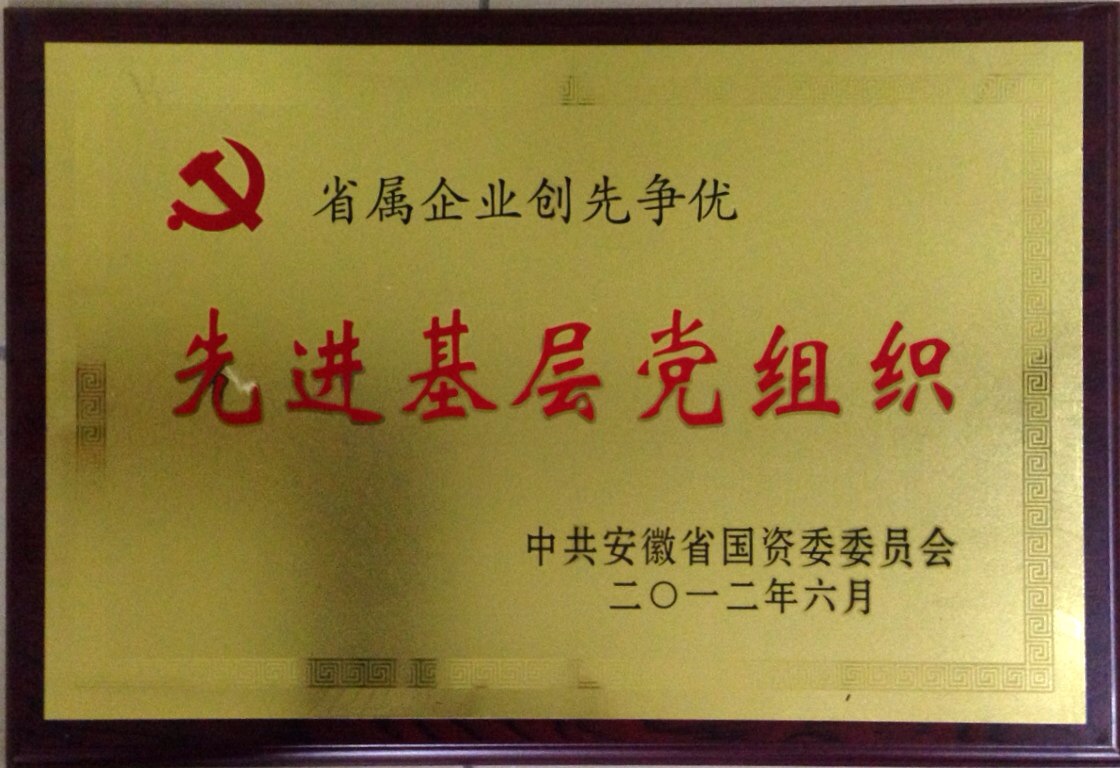 省属企业创先争优
先进基层党组织
中共安徽省国资委委员会
二〇一二年六月